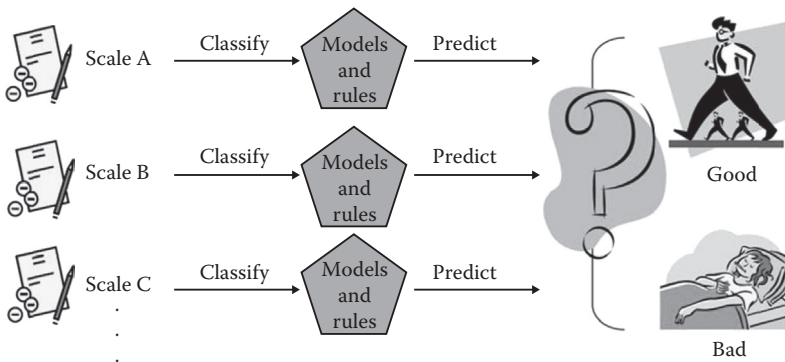 Scale A
Classify
Models
and
rules
Predict
Scale B
Classify
Models
and
rules
Predict
Good
Scale C
Classify
Models
and
rules
Predict
Bad